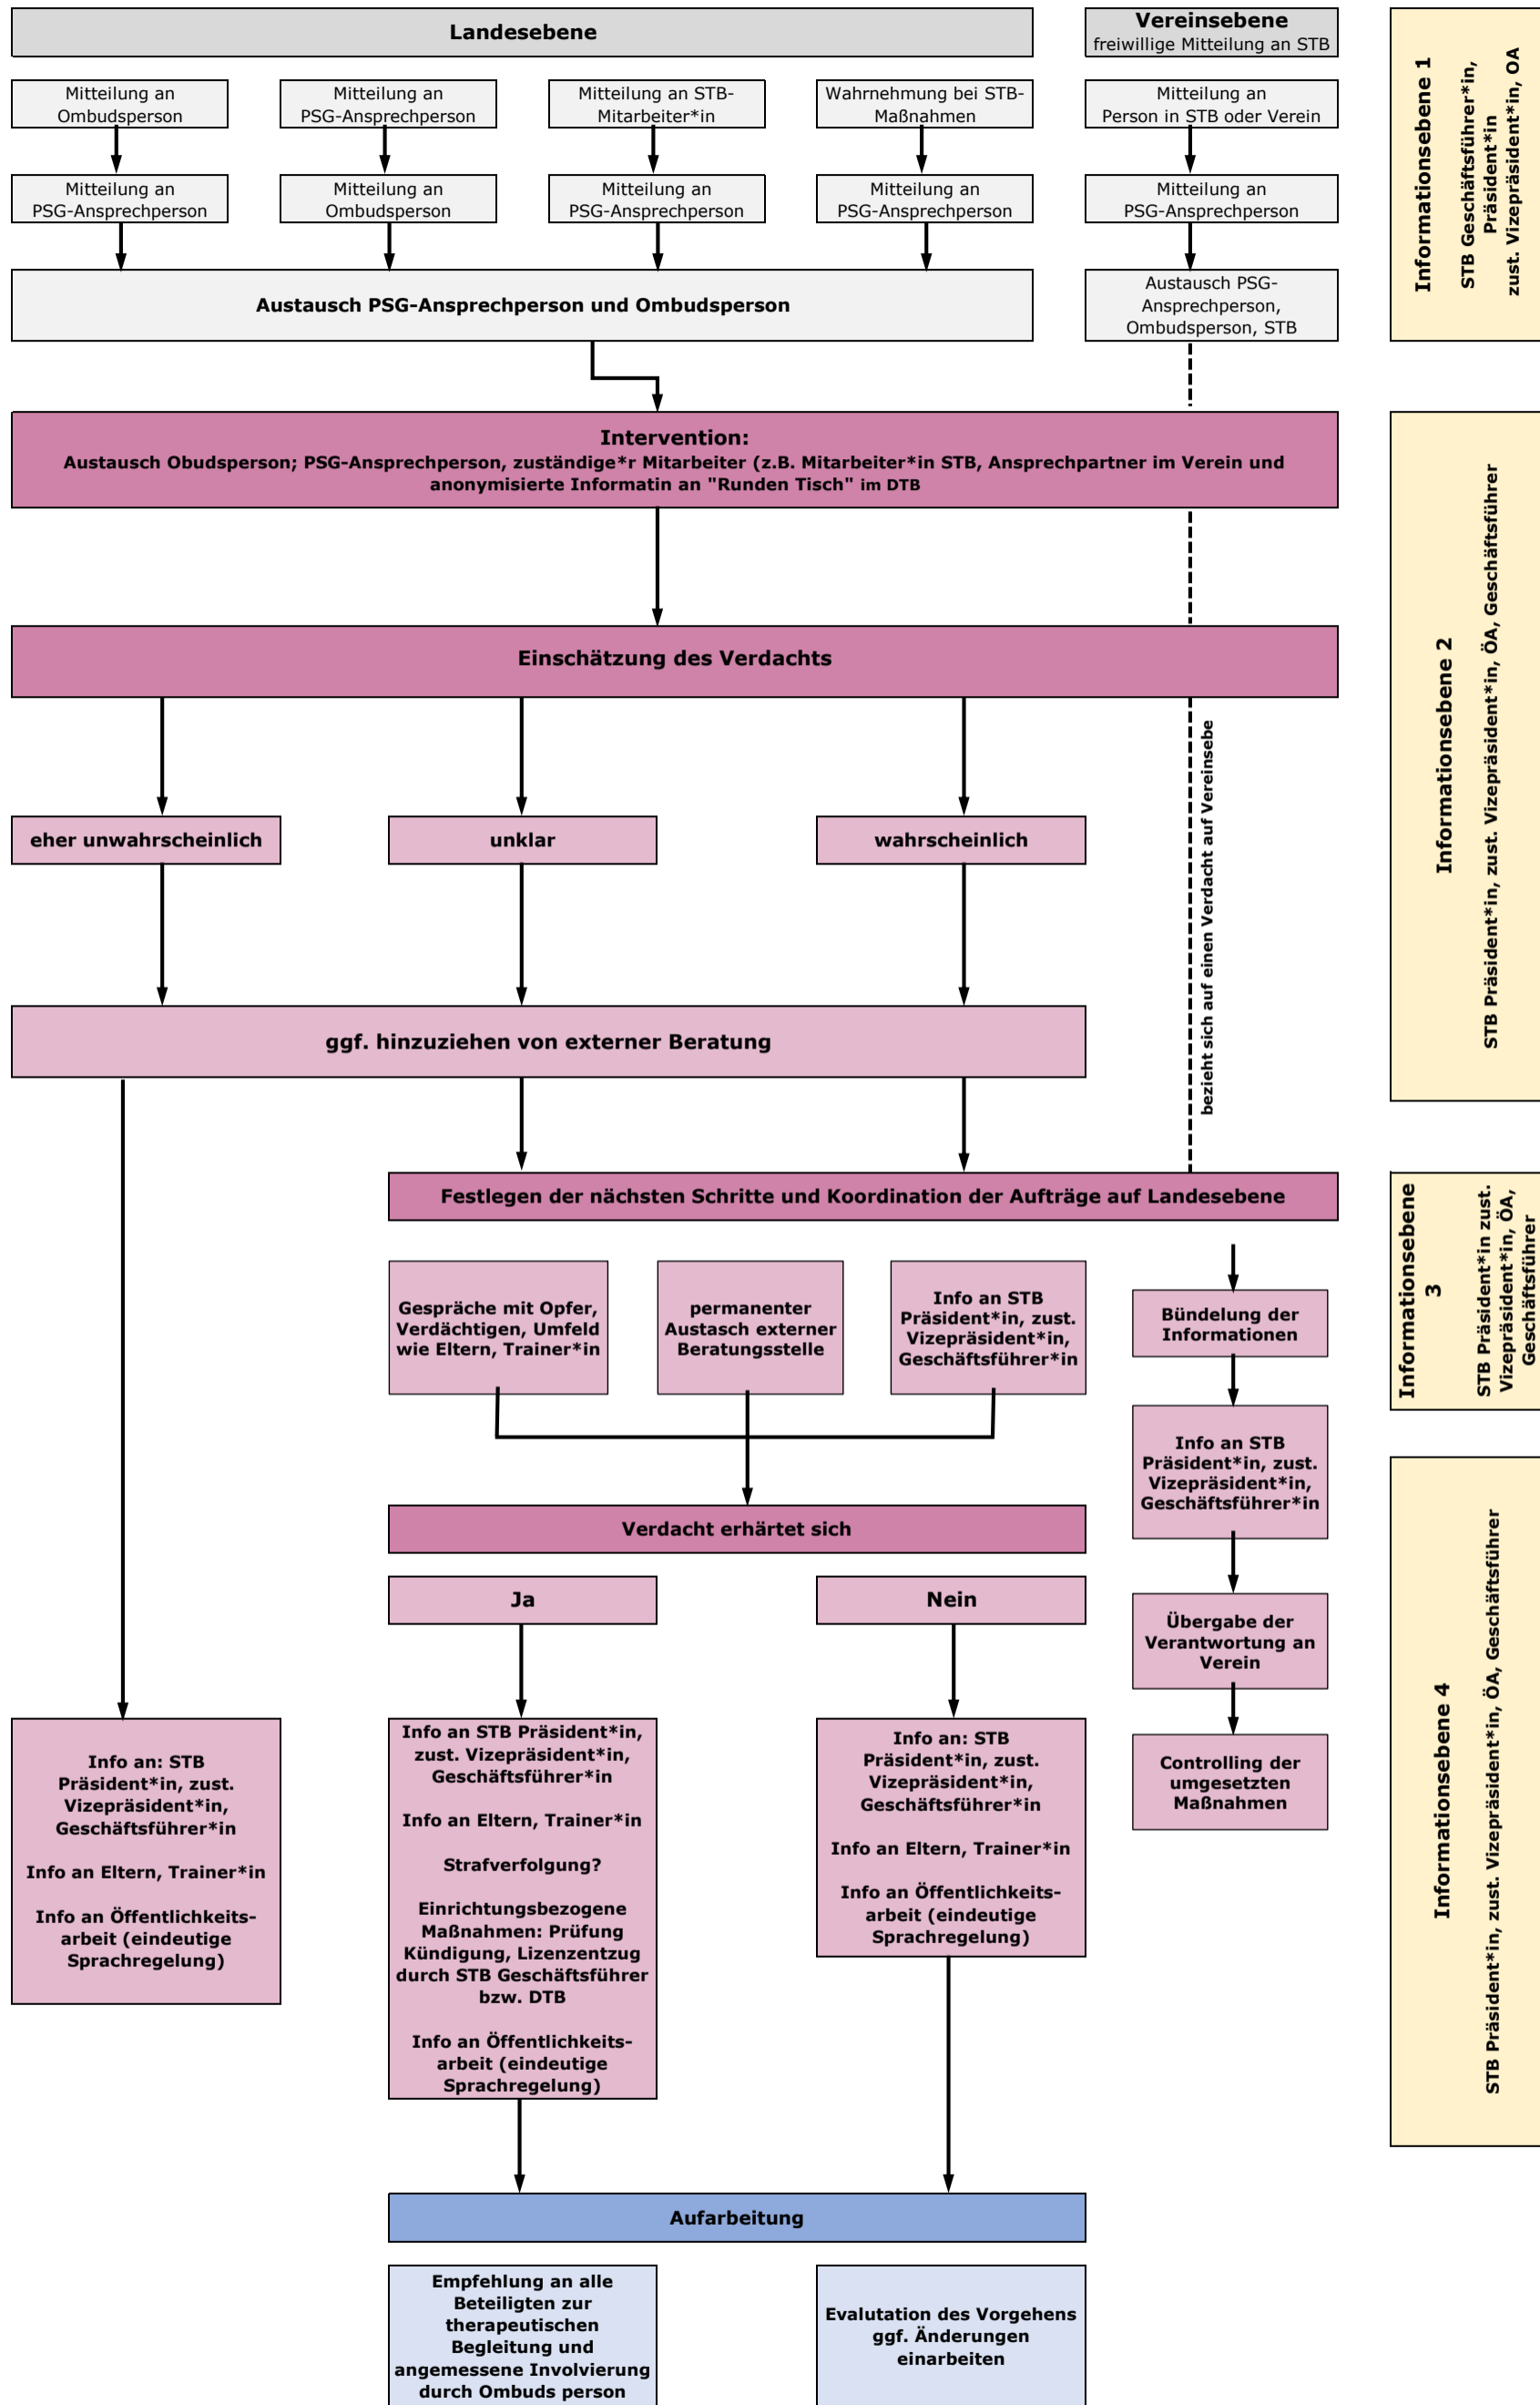 Landesebene
Vereinsebene
freiwillige Mitteilung an STB
Mitteilung an
Ombudsperson
Mitteilung an
PSG-Ansprechperson
Mitteilung an STB-
Mitarbeiter*in
Wahrnehmung bei STB-
Maßnahmen
Mitteilung an
Person in STB oder Verein
Mitteilung an
PSG-Ansprechperson
Mitteilung an
Ombudsperson
Mitteilung an
PSG-Ansprechperson
Mitteilung an
PSG-Ansprechperson
Mitteilung an
PSG-Ansprechperson
Austausch PSG-Ansprechperson und Ombudsperson
Austausch PSG-
Ansprechperson,
Ombudsperson, STB
Informationsebene 1
STB Geschäftsführer*in,
Präsident*in
zust. Vizepräsident*in, OA
Intervention:
Austausch Obudsperson; PSG-Ansprechperson, zuständige*r Mitarbeiter (z.B. Mitarbeiter*in STB, Ansprechpartner im Verein und
anonymisierte Informatin an "Runden Tisch" im DTB
Einschätzung des Verdachts
eher unwahrscheinlich
unklar
wahrscheinlich
bezieht sich auf einen Verdacht auf Vereinsebe
ggf. hinzuziehen von externer Beratung
Informationsebene 2
STB Präsident*in, zust. Vizepräsident*in, ÖA, Geschäftsführer
Festlegen der nächsten Schritte und Koordination der Aufträge auf Landesebene
Gespräche mit Opfer,
Verdächtigen, Umfeld
wie Eltern, Trainer*in
permanenter
Austasch externer
Beratungsstelle
Info an STB
Präsident*in, zust.
Vizepräsident*in,
Geschäftsführer*in
Bündelung der
Informationen
Informationsebene
3
STB Präsident*in zust.
Vizepräsident*in, ÖA,
Geschäftsführer
Info an STB
Präsident*in, zust.
Vizepräsident*in,
Geschäftsführer*in
Verdacht erhärtet sich
Ja
Nein
Übergabe der
Verantwortung an
Verein
Controlling der
umgesetzten
Maßnahmen
Info an: STB
Präsident*in, zust.
Vizepräsident*in,
Geschäftsführer*in
Info an Eltern, Trainer*in
Info an Öffentlichkeits-
arbeit (eindeutige
Sprachregelung)
Info an STB Präsident*in,
zust. Vizepräsident*in,
Geschäftsführer*in
Info an Eltern, Trainer*in
Strafverfolgung?
Einrichtungsbezogene
Maßnahmen: Prüfung
Kündigung, Lizenzentzug
durch STB Geschäftsführer
bzw. DTB
Info an Öffentlichkeits-
arbeit (eindeutige
Sprachregelung)
Info an: STB
Präsident*in, zust.
Vizepräsident*in,
Geschäftsführer*in
Info an Eltern, Trainer*in
Info an Öffentlichkeits-
arbeit (eindeutige
Sprachregelung)
Informationsebene 4
STB Präsident*in, zust. Vizepräsident*in, ÖA, Geschäftsführer
Aufarbeitung
Empfehlung an alle
Beteiligten zur
therapeutischen
Begleitung und
angemessene Involvierung
durch Ombuds person
Evalutation des Vorgehens
ggf. Änderungen
einarbeiten